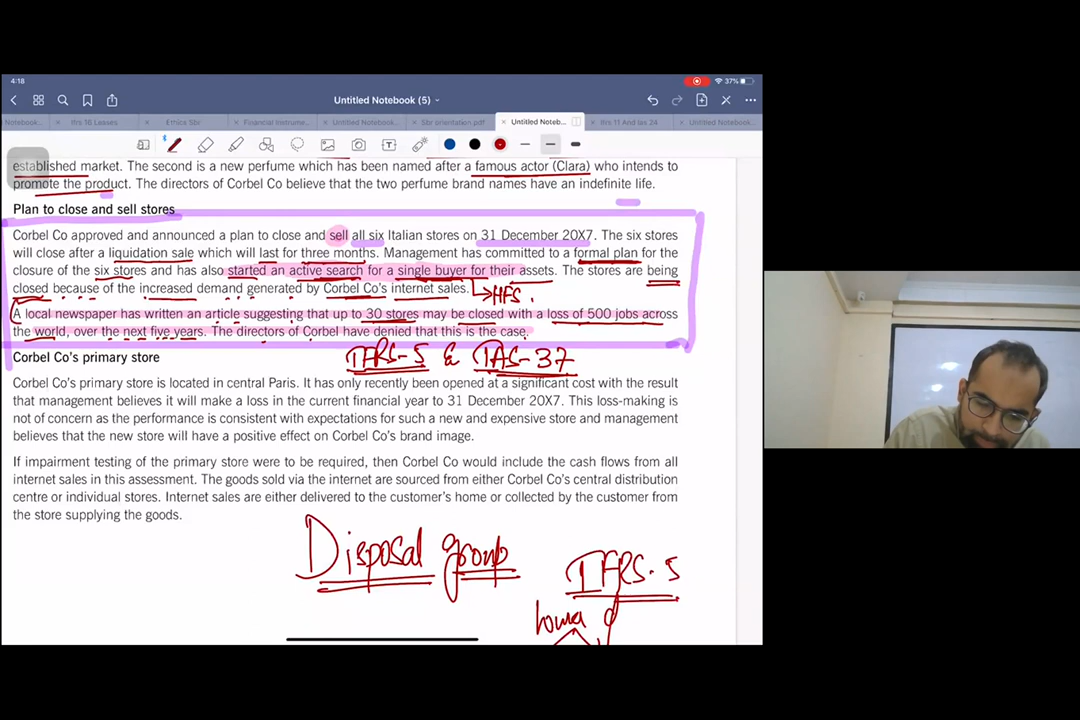 4:18
37%
Untitled Notebook (5)
Notebook...
Ifrs 16 Leases
Ethics Sbr
Financial Instrume...
Untitled Notebook...
Sbr orientation pdf
Untitled Noteb...
Ifrs 11 And Ias 24
Untitled Notebook...
established market. The second is a new perfume which has been named after a famous actor (Clara) who intends to
promote the product. The directors of Corbel Co believe that the two perfume brand names have an indefinite life.
Plan to close and sell stores
Corbel Co approved and announced a plan to close and sell all six Italian stores on 31 December 20X7. The six stores
will close after a liquidation sale which will last for three months. Management has committed to a formal plan for the
closure of the six stores and has also started an active search for a single buyer for their assets. The stores are being
closed because of the increased demand generated by Corbel Co's internet sales.
HFS.
A local newspaper has written an article suggesting that up to 30 stores may be closed with a loss of 500 jobs across
the world, over the next five years. The directors of Corbel have denied that this is the case.
Corbel Co's primary store
IFRS-5 & IAS-37
Corbel Co's primary store is located in central Paris. It has only recently been opened at a significant cost with the result
that management believes it will make a loss in the current financial year to 31 December 20X7. This loss-making is
not of concern as the performance is consistent with expectations for such a new and expensive store and management
believes that the new store will have a positive effect on Corbel Co's brand image.
If impairment testing of the primary store were to be required, then Corbel Co would include the cash flows from all
internet sales in this assessment. The goods sold via the internet are sourced from either Corbel Co's central distribution
centre or individual stores. Internet sales are either delivered to the customer's home or collected by the customer from
the store supplying the goods.
Disposal group
IFRS-5